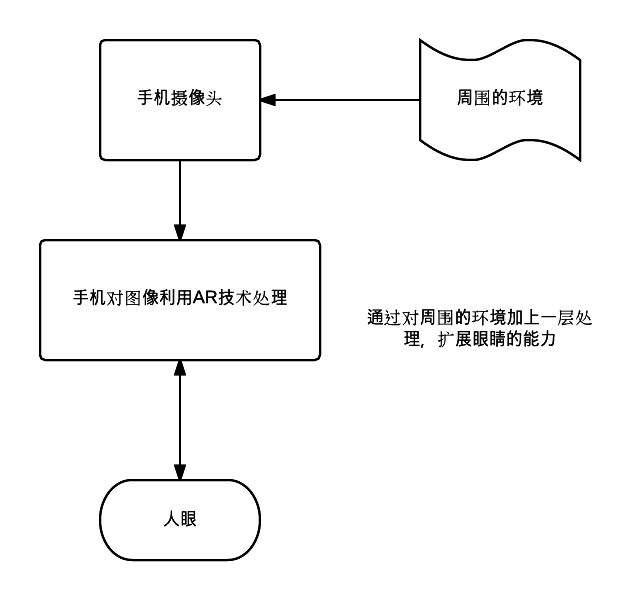 手机摄像头
周围的环境
手机对图像利用AR技术处理
通过对周围的环境加上一层处
理，扩展眼睛的能力
人眼